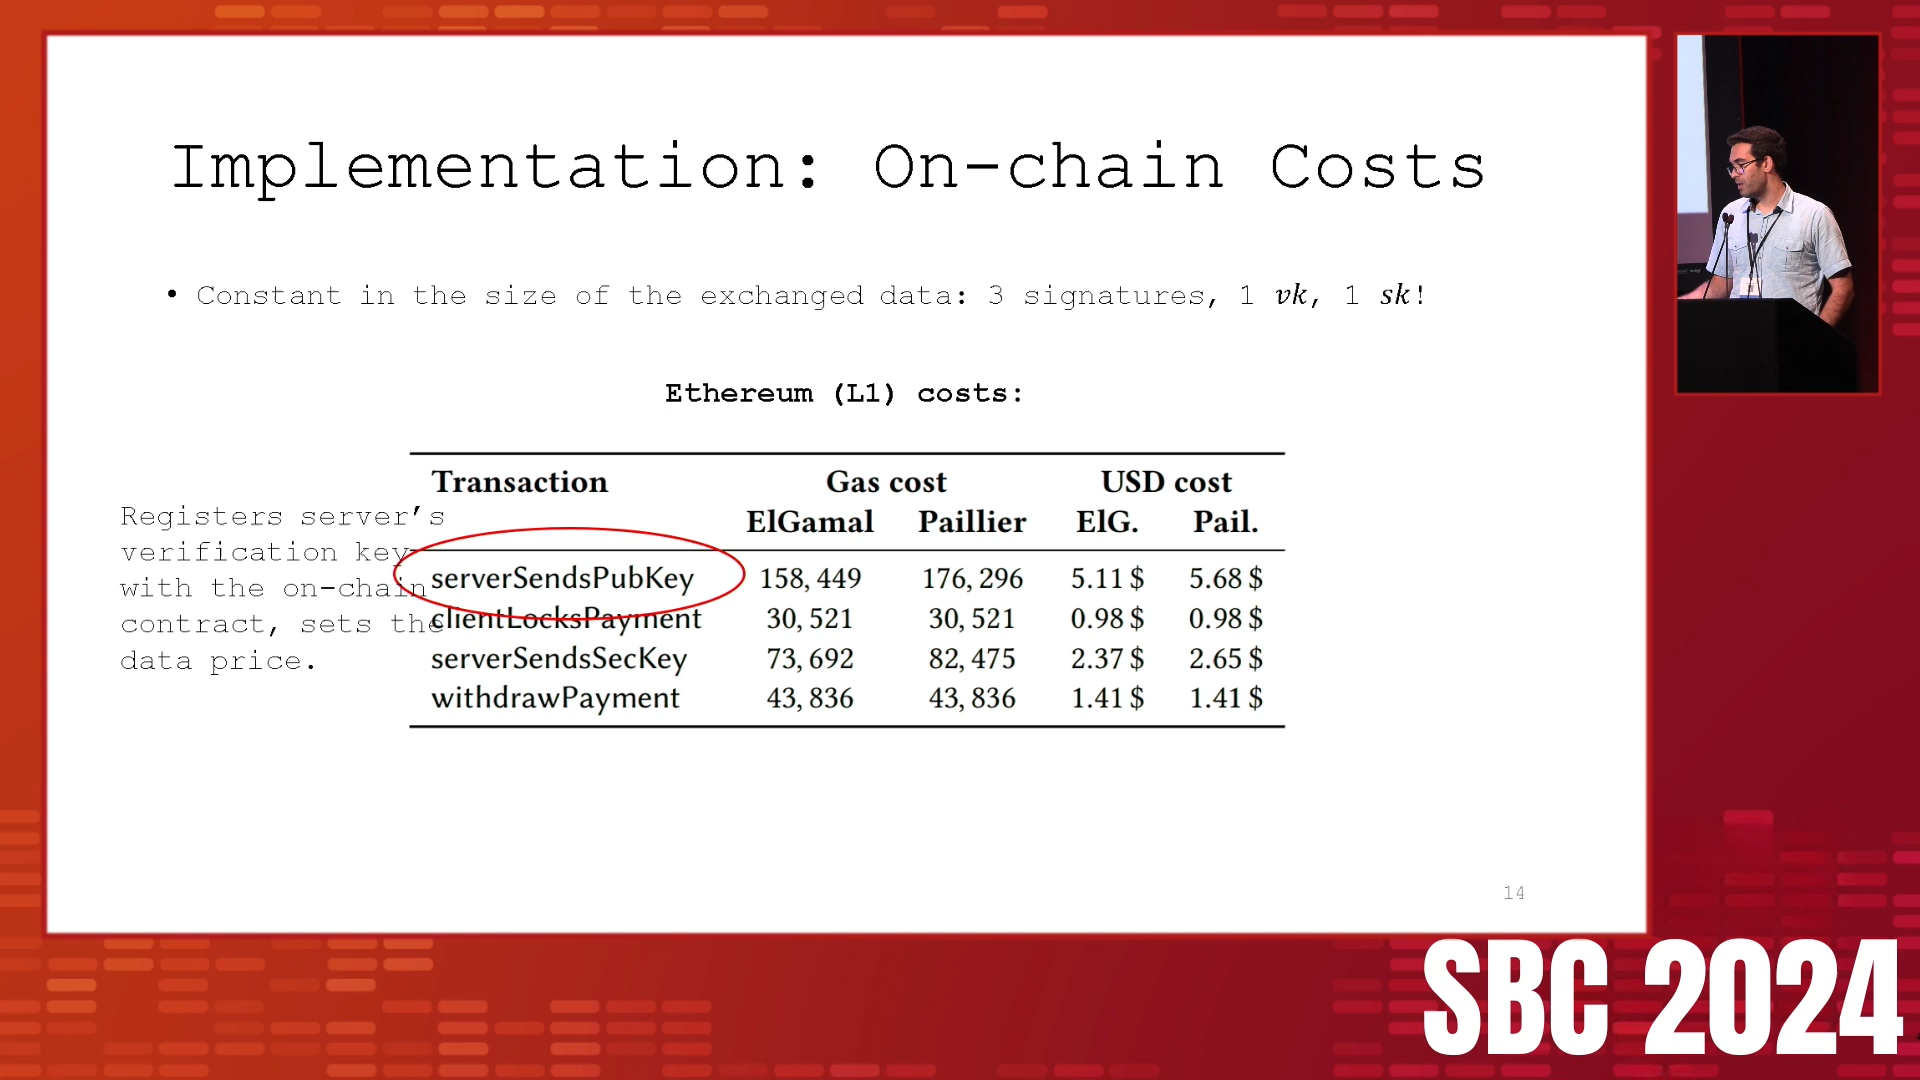 Implementation: On-chain Costs
• Constant in the size of the exchanged data: 3 signatures, 1 vk, 1 sk!
Ethereum (L1) costs:
Transaction Gas cost USD cost
ElGamal Paillier ElG. Pail.
serverSendsPubKey 158,449 176,296 5.11 $ 5.68 $
clientLocksPayment 30,521 30,521 0.98 $ 0.98 $
serverSendsSecKey 73,692 82,475 2.37 $ 2.65 $
withdrawPayment 43,836 43,836 1.41 $ 1.41 $
Registers server’s
verification key
with the on-chain
contract, sets the
data price.
14
SBC 2024